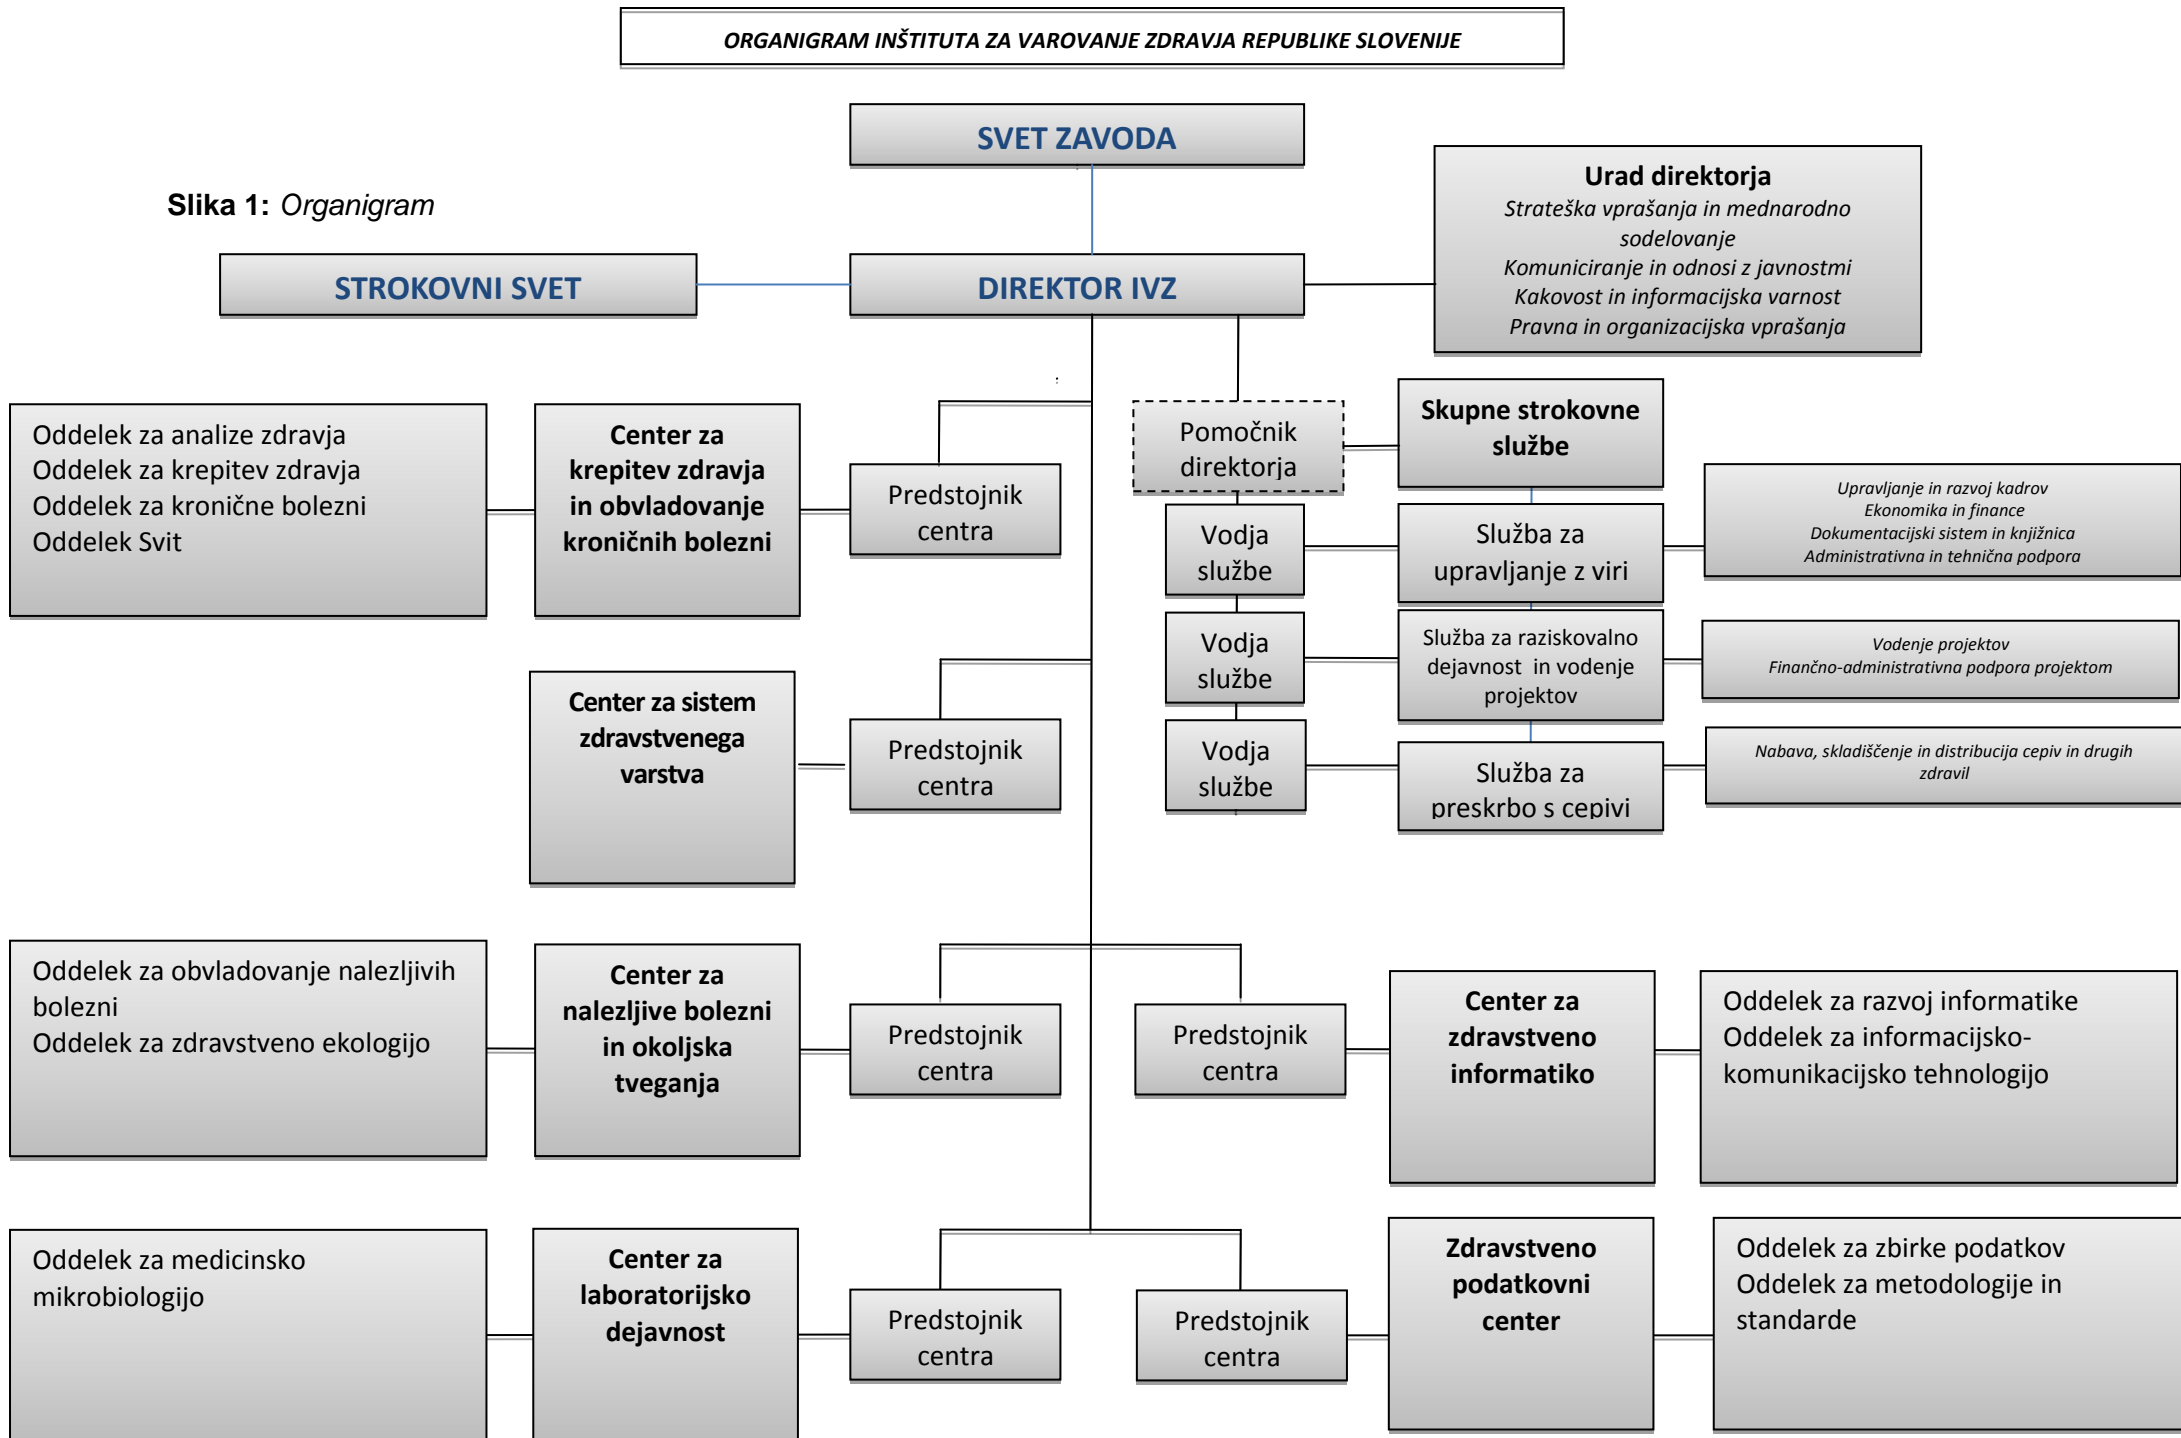 ORGANIGRAM INŠTITUTA ZA VAROVANJE ZDRAVJA REPUBLIKE SLOVENIJE
SVET ZAVODA
Slika 1: Organigram
Urad direktorja
Strateška vprašanja in mednarodno
sodelovanje
Komuniciranje in odnosi z javnostmi
Kakovost in informacijska varnost
Pravna in organizacijska vprašanja
STROKOVNI SVET
DIREKTOR IVZ
Oddelek za analize zdravja
Oddelek za krepitev zdravja
Oddelek za kronične bolezni
Oddelek Svit
Center za
krepitev zdravja
in obvladovanje
kroničnih bolezni
Predstojnik
centra
Pomočnik
direktorja
Skupne strokovne
službe
Vodja
službe
Služba za
upravljanje z viri
Upravljanje in razvoj kadrov
Ekonomika in finance
Dokumentacijski sistem in knjižnica
Administrativna in tehnična podpora
Vodja
službe
Služba za raziskovalno
dejavnost in vodenje
projektov
Vodenje projektov
Finančno-administrativna podpora projektom
Center za sistem
zdravstvenega
varstva
Predstojnik
centra
Vodja
službe
Služba za
preskrbo s cepivi
Nabava, skladiščenje in distribucija cepiv in drugih
zdravil
Oddelek za obvladovanje nalezljivih
bolezni
Oddelek za zdravstveno ekologijo
Center za
nalezljive bolezni
in okoljska
tveganja
Predstojnik
centra
Predstojnik
centra
Center za
zdravstveno
informatiko
Oddelek za razvoj informatike
Oddelek za informacijsko-
komunikacijsko tehnologijo
Oddelek za medicinsko
mikrobiologijo
Center za
laboratorijsko
dejavnost
Predstojnik
centra
Predstojnik
centra
Zdravstveno
podatkovni
center
Oddelek za zbirke podatkov
Oddelek za metodologije in
standarde